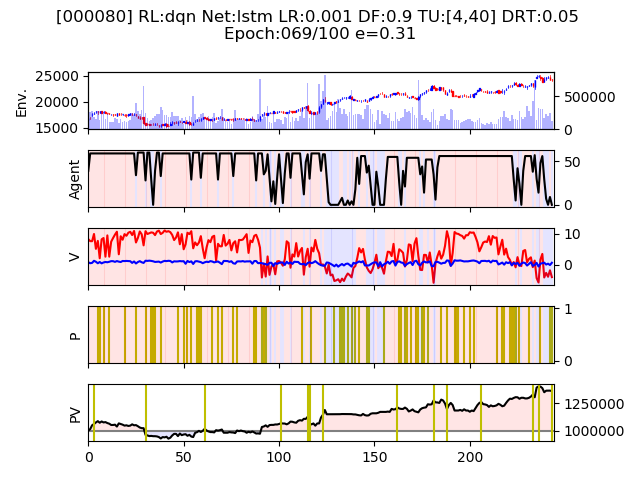 [000080] RL:dqn Net:lstm LR:0.001 DF:0.9 TU:[4,40] DRT:0.05
Epoch:069/100 e=0.31
Env.
25000
20000
15000
500000
0
Agent
50
0
V
10
0
P
1
0
PV
1250000
1000000
0 50 100 150 200